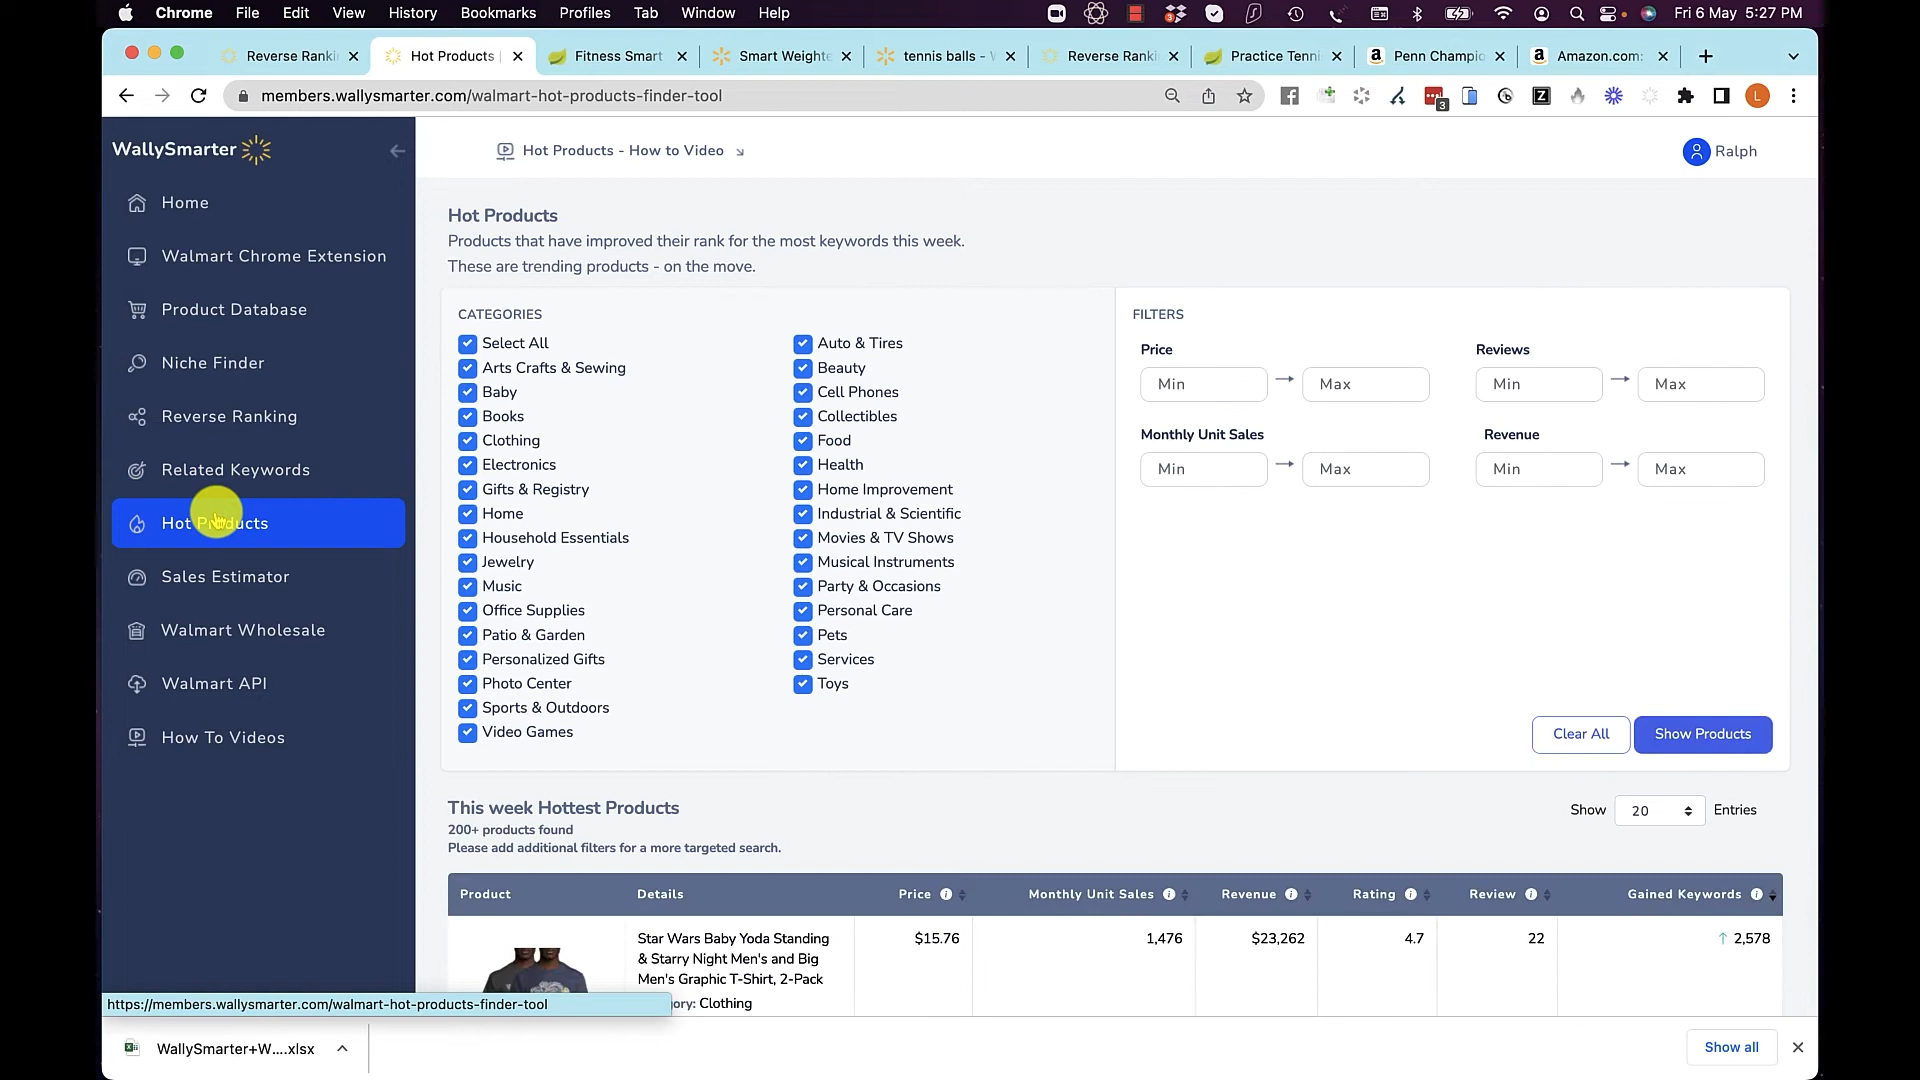 Chrome File Edit View History Bookmarks Profiles Tab Window Help
3
Fri 6 May 5:27 PM
Reverse Ranki
Hot Products |
Fitness Smart
Smart Weighte
tennis balls - W
Reverse Ranki
Practice Tenni
Penn Champio
Amazon.com:
members.wallysmarter.com/walmart-hot-products-finder-tool
3
Z
L
WallySmarter
Hot Products - How to Video
Ralph
Home
Walmart Chrome Extension
Product Database
Niche Finder
Reverse Ranking
Related Keywords
Hot Products
Sales Estimator
Walmart Wholesale
Walmart API
How To Videos
Hot Products
Products that have improved their rank for the most keywords this week.
These are trending products - on the move.
CATEGORIES
Select All
Arts Crafts & Sewing
Baby
Books
Clothing
Electronics
Gifts & Registry
Home
Household Essentials
Jewelry
Music
Office Supplies
Patio & Garden
Personalized Gifts
Photo Center
Sports & Outdoors
Video Games
Auto & Tires
Beauty
Cell Phones
Collectibles
Food
Health
Home Improvement
Industrial & Scientific
Movies & TV Shows
Musical Instruments
Party & Occasions
Personal Care
Pets
Services
Toys
FILTERS
Price
Min Max
Reviews
Min Max
Monthly Unit Sales
Min Max
Revenue
Min Max
Clear All Show Products
This week Hottest Products
200+ products found
Please add additional filters for a more targeted search.
Show 20 Entries
Product Details Price Monthly Unit Sales Revenue Rating Review Gained Keywords
Star Wars Baby Yoda Standing
& Starry Night Men's and Big
Men's Graphic T-Shirt, 2-Pack
ory: Clothing
$15.76 1,476 $23,262 4.7 22 ↑ 2,578
https://members.wallysmarter.com/walmart-hot-products-finder-tool
WallySmarter+W....xlsx
Show all